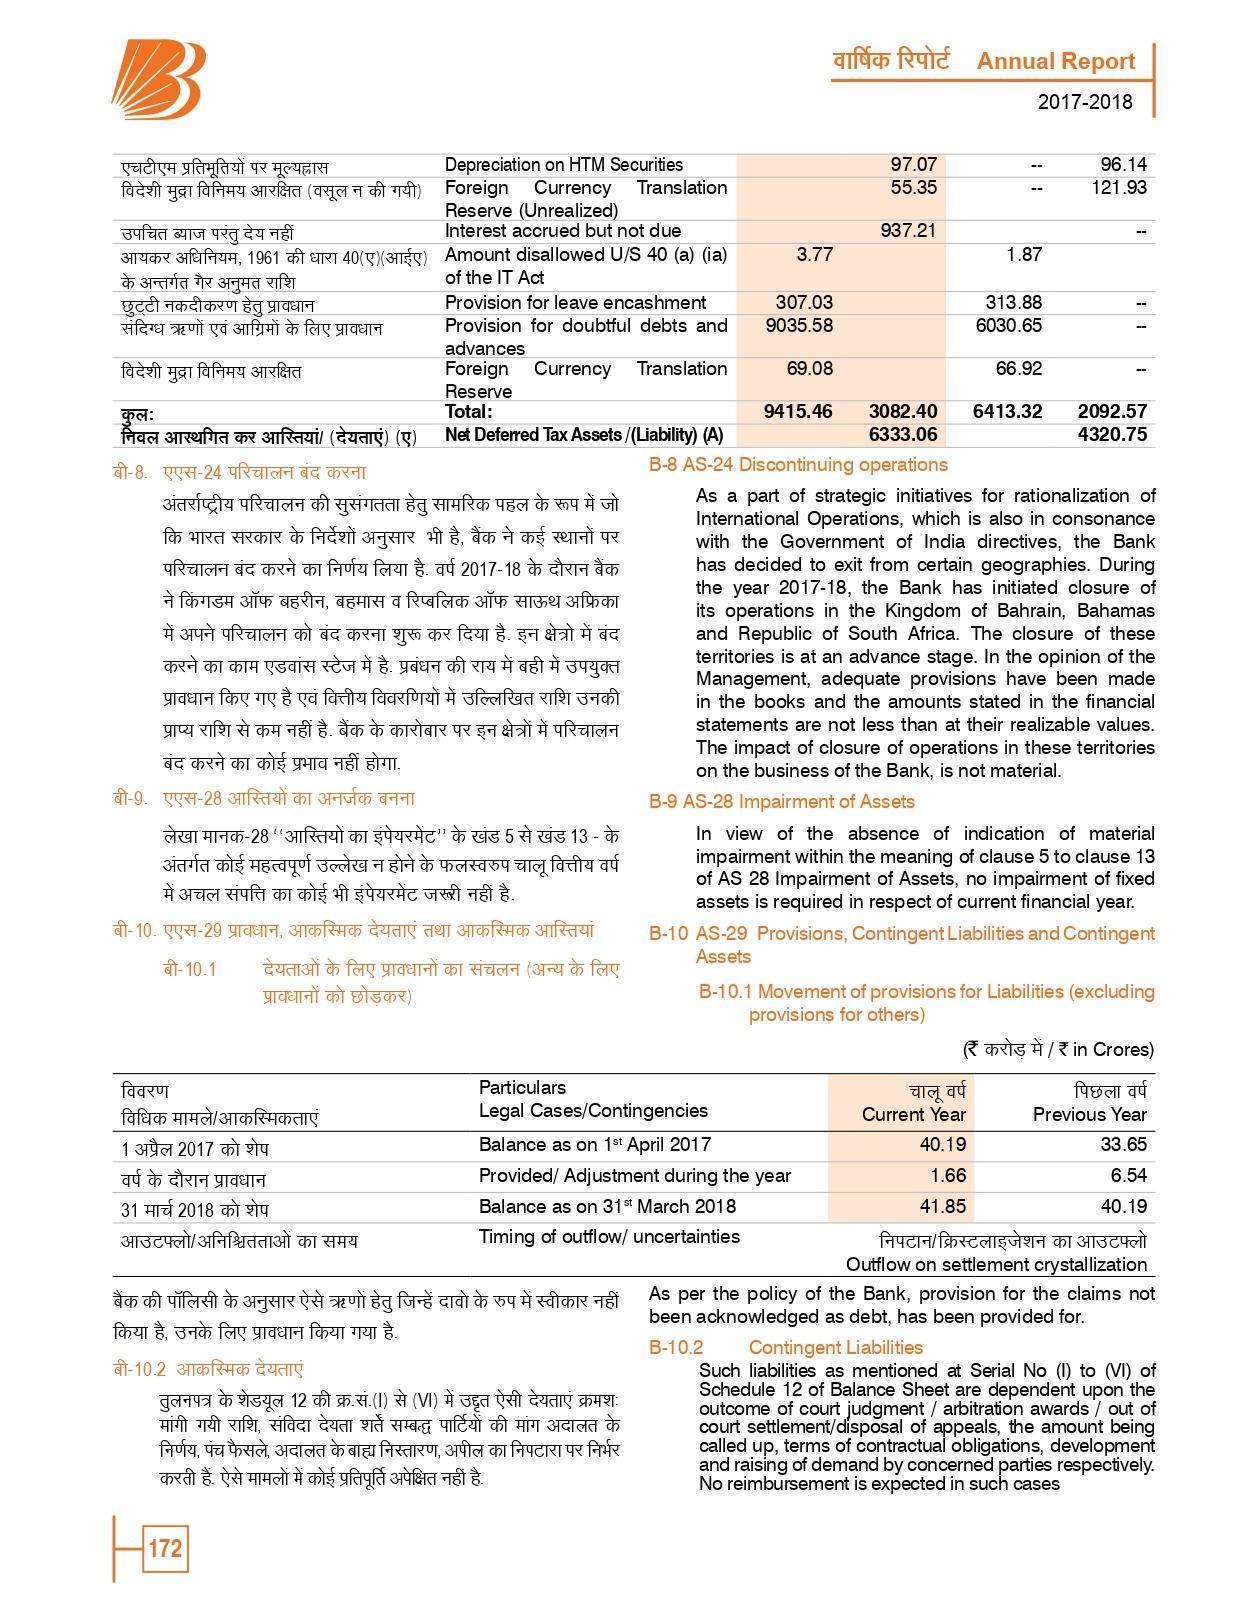 वार्षिक रिपोर्ट Annual Report
2017-2018
एचटीएम प्रतिभूतियों पर मूल्यह्रास Depreciation on HTM Securities 97.07 -- 96.14
विदेशी मुद्रा विनिमय आरक्षित (वसूल न की गयी) Foreign Currency Translation 55.35 -- 121.93
Reserve (Unrealized)
उपचित ब्याज परंतु देय नहीं Interest accrued but not due 937.21 --
आयकर अधिनियम, 1961 की धारा 40(ए)(आईए) Amount disallowed U/S 40 (a) (ia) 3.77 1.87
के अन्तर्गत गैर अनुमत राशि of the IT Act
छुट्टी नकदीकरण हेतु प्रावधान Provision for leave encashment 307.03 313.88 --
संदिग्ध ऋणों एवं आग्रिमों के लिए प्रावधान Provision for doubtful debts and 9035.58 6030.65 --
advances
विदेशी मुद्रा विनिमय आरक्षित Foreign Currency Translation 69.08 66.92 --
Reserve
कुल: Total: 9415.46 3082.40 6413.32 2092.57
निवल आस्थगित कर आस्तियां/ (देयताएं) (ए) Net Deferred Tax Assets /(Liability) (A) 6333.06 4320.75
बी-8. एएस-24 परिचालन बंद करना
अंतर्राष्ट्रीय परिचालन की सुसंगतता हेतु सामरिक पहल के रूप में जो
कि भारत सरकार के निर्देशों अनुसार भी है, बैंक ने कई स्थानों पर
परिचालन बंद करने का निर्णय लिया है. वर्ष 2017-18 के दौरान बैंक
ने किंगडम ऑफ बहरीन, बहमास व रिप्बलिक ऑफ साऊथ अफ्रिका
में अपने परिचालन को बंद करना शुरू कर दिया है. इन क्षेत्रो में बंद
करने का काम एडवांस स्टेज में है. प्रबंधन की राय में बही में उपयुक्त
प्रावधान किए गए है एवं वित्तीय विवरणियों में उल्लिखित राशि उनकी
प्राप्य राशि से कम नहीं है. बैंक के कारोबार पर इन क्षेत्रों में परिचालन
बंद करने का कोई प्रभाव नहीं होगा.
बी-9. एएस-28 आस्तियों का अनर्जक बनना
लेखा मानक-28 ‘‘आस्तियों का इंपेयरमेंट’’ के खंड 5 से खंड 13 - के
अंतर्गत कोई महत्वपूर्ण उल्लेख न होने के फलस्वरुप चालू वित्तीय वर्ष
में अचल संपत्ति का कोई भी इंपेयरमेंट जरूरी नहीं है.
बी-10. एएस-29 प्रावधान, आकस्मिक देयताएं तथा आकस्मिक आस्तियां
बी-10.1 देयताओं के लिए प्रावधानों का संचलन (अन्य के लिए
प्रावधानों को छोड़कर)
B-8 AS-24 Discontinuing operations
As a part of strategic initiatives for rationalization of
International Operations, which is also in consonance
with the Government of India directives, the Bank
has decided to exit from certain geographies. During
the year 2017-18, the Bank has initiated closure of
its operations in the Kingdom of Bahrain, Bahamas
and Republic of South Africa. The closure of these
territories is at an advance stage. In the opinion of the
Management, adequate provisions have been made
in the books and the amounts stated in the financial
statements are not less than at their realizable values.
The impact of closure of operations in these territories
on the business of the Bank, is not material.
B-9 AS-28 Impairment of Assets
In view of the absence of indication of material
impairment within the meaning of clause 5 to clause 13
of AS 28 Impairment of Assets, no impairment of fixed
assets is required in respect of current financial year.
B-10 AS-29 Provisions, Contingent Liabilities and Contingent
Assets
B-10.1 Movement of provisions for Liabilities (excluding
provisions for others)
(₹ करोड़ में / ₹ in Crores)
विवरण Particulars चालू वर्ष पिछला वर्ष
विधिक मामले/आकस्मिकताएं Legal Cases/Contingencies Current Year Previous Year
1 अप्रैल 2017 को शेष Balance as on 1st April 2017 40.19 33.65
वर्ष के दौरान प्रावधान Provided/ Adjustment during the year 1.66 6.54
31 मार्च 2018 को शेष Balance as on 31st March 2018 41.85 40.19
आउटफ्लो/अनिश्चितताओं का समय Timing of outflow/ uncertainties निपटान/क्रिस्टलाइजेशन का आउटफ्लो
Outflow on settlement crystallization
बैंक की पॉलिसी के अनुसार ऐसे ऋणों हेतु जिन्हें दावो के रुप में स्वीकार नहीं
किया है, उनके लिए प्रावधान किया गया है.
बी-10.2 आकस्मिक देयताएं
तुलनपत्र के शेडयूल 12 की क्र.सं.(I) से (VI) में उद्दृत ऐसी देयताएं क्रमशः
मांगी गयी राशि, संविदा देयता शर्तें सम्बद्ध पार्टियों की मांग अदालत के
निर्णय, पंच फैसले, अदालत के बाह्य निस्तारण, अपील का निपटारा पर निर्भर
करती हैं. ऐसे मामलों में कोई प्रतिपूर्ति अपेक्षित नहीं है.
As per the policy of the Bank, provision for the claims not
been acknowledged as debt, has been provided for.
B-10.2 Contingent Liabilities
Such liabilities as mentioned at Serial No (I) to (VI) of
Schedule 12 of Balance Sheet are dependent upon the
outcome of court judgment / arbitration awards / out of
court settlement/disposal of appeals, the amount being
called up, terms of contractual obligations, development
and raising of demand by concerned parties respectively.
No reimbursement is expected in such cases
172